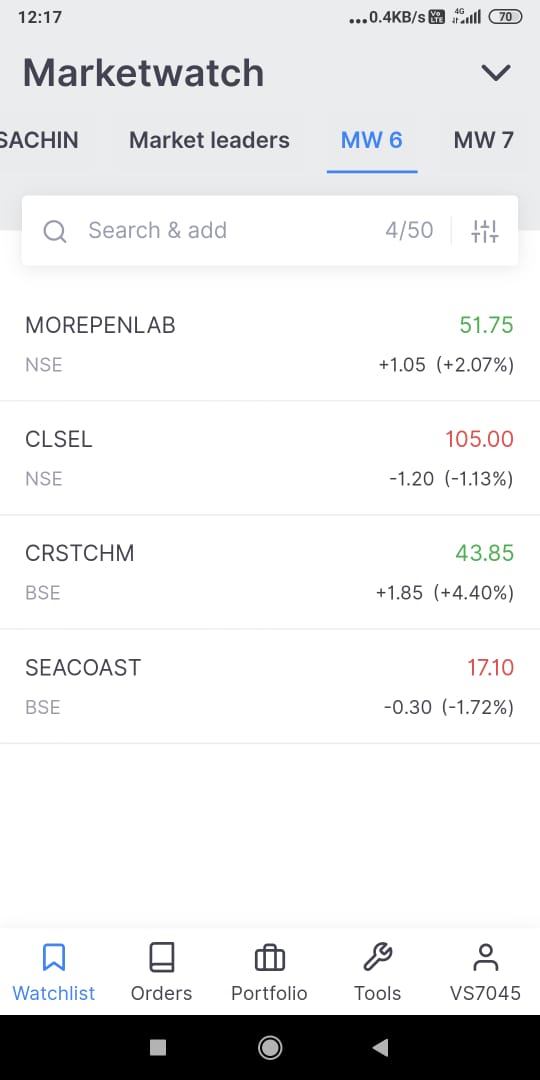 12:17 ...0.4KB/s Vo LTE 4G 70
Marketwatch
SACHIN Market leaders MW 6 MW 7
Search & add 4/50
MOREPENLAB 51.75
NSE +1.05 (+2.07%)
CLSEL 105.00
NSE -1.20 (-1.13%)
CRSTCHM 43.85
BSE +1.85 (+4.40%)
SEACOAST 17.10
BSE -0.30 (-1.72%)
Watchlist Orders Portfolio Tools VS7045